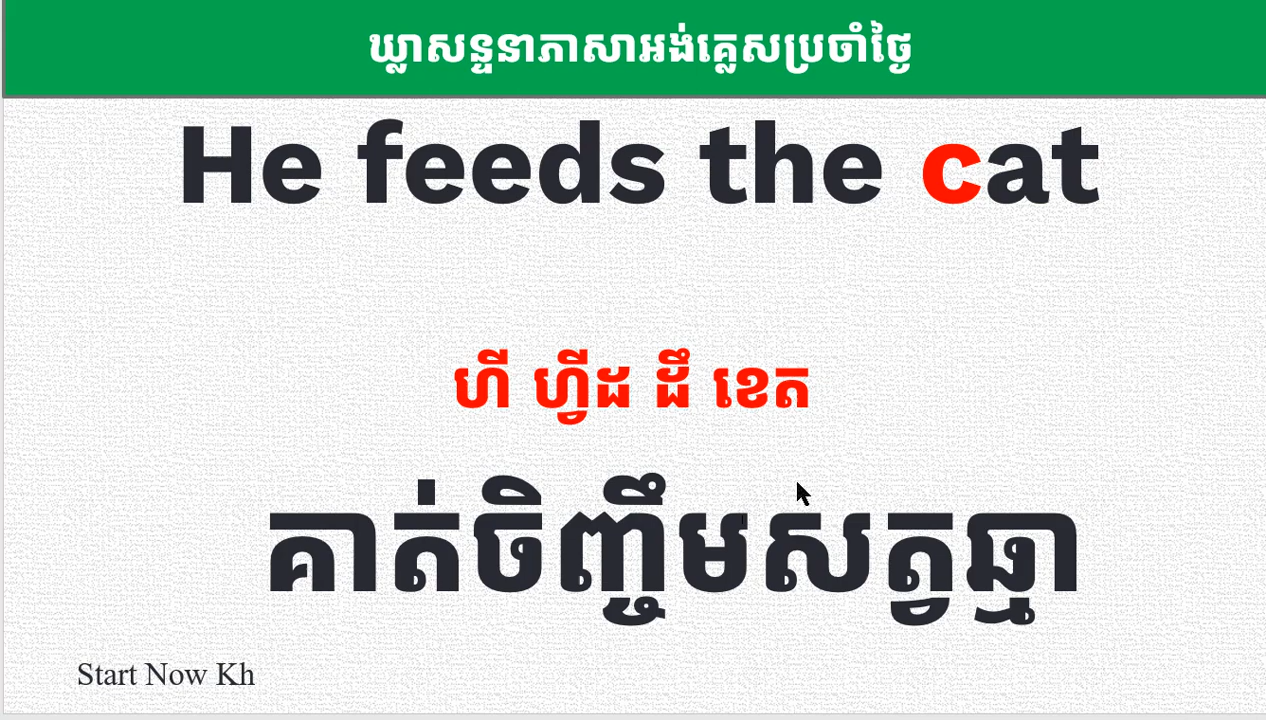 ឃ្លាសន្ទនាភាសាអង់គ្លេសប្រចាំថ្ងៃ
He feeds the cat
ហី ហ្វីដ ដឹ ខេត
គាត់ចិញ្ចឹមសត្វឆ្មា
Start Now Kh